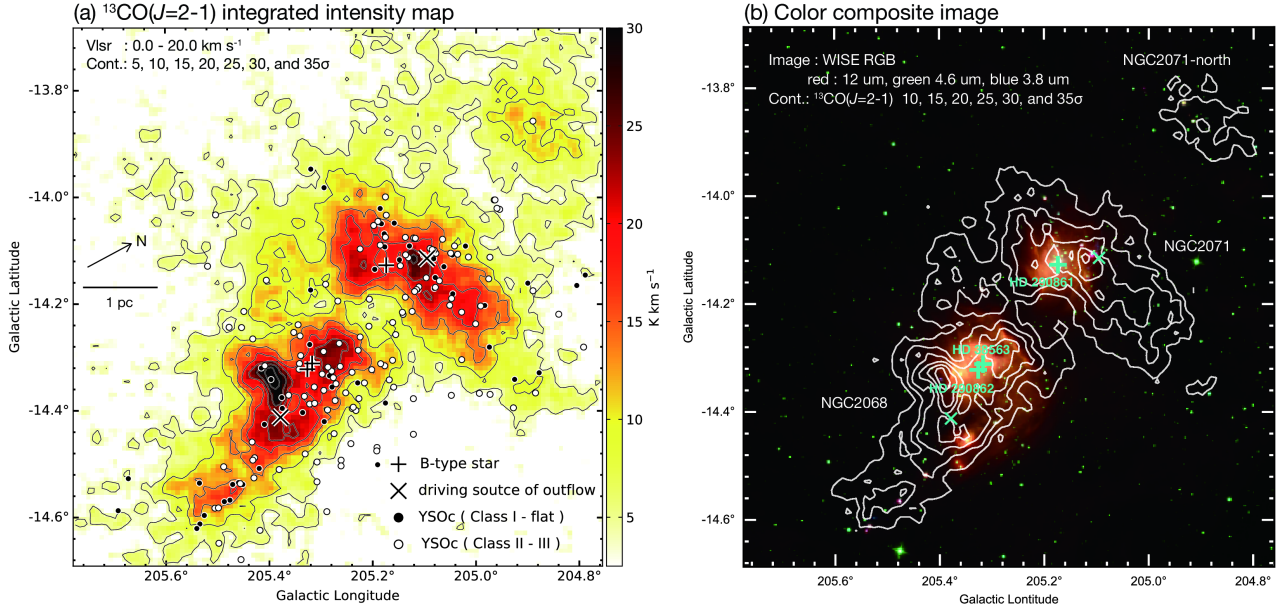 (a) ¹³CO(J=2-1) integrated intensity map
Vlsr : 0.0 - 20.0 km s⁻¹
Cont.: 5, 10, 15, 20, 25, 30, and 35σ
N
1 pc
B-type star
driving soutce of outflow
YSOc ( Class I - flat )
YSOc ( Class II - III )
-13.8°
-14.0°
-14.2°
-14.4°
-14.6°
Galactic Latitude
205.6° 205.4° 205.2° 205.0° 204.8°
Galactic Longitude
30
25
20
15
10
5
K km s⁻¹
(b) Color composite image
Image : WISE RGB
red : 12 um, green 4.6 um, blue 3.8 um
Cont.: ¹³CO(J=2-1) 10, 15, 20, 25, 30, and 35σ
NGC2071-north
NGC2071
HD 290861
HD 38563
HD 290862
NGC2068
-13.8°
-14.0°
-14.2°
-14.4°
-14.6°
Galactic Latitude
205.6° 205.4° 205.2° 205.0° 204.8°
Galactic Lontitude